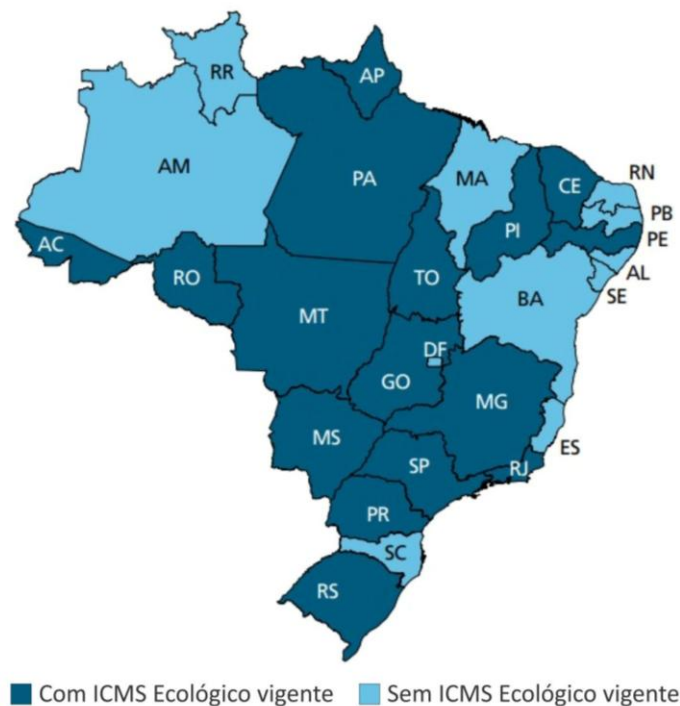 RR
AP
AM
PA
MA
CE
RN
PB
PE
PI
AC
RO
TO
AL
SE
BA
MT
DF
GO
MG
MS
ES
SP
RJ
PR
SC
RS
Com ICMS Ecológico vigente
Sem ICMS Ecológico vigente